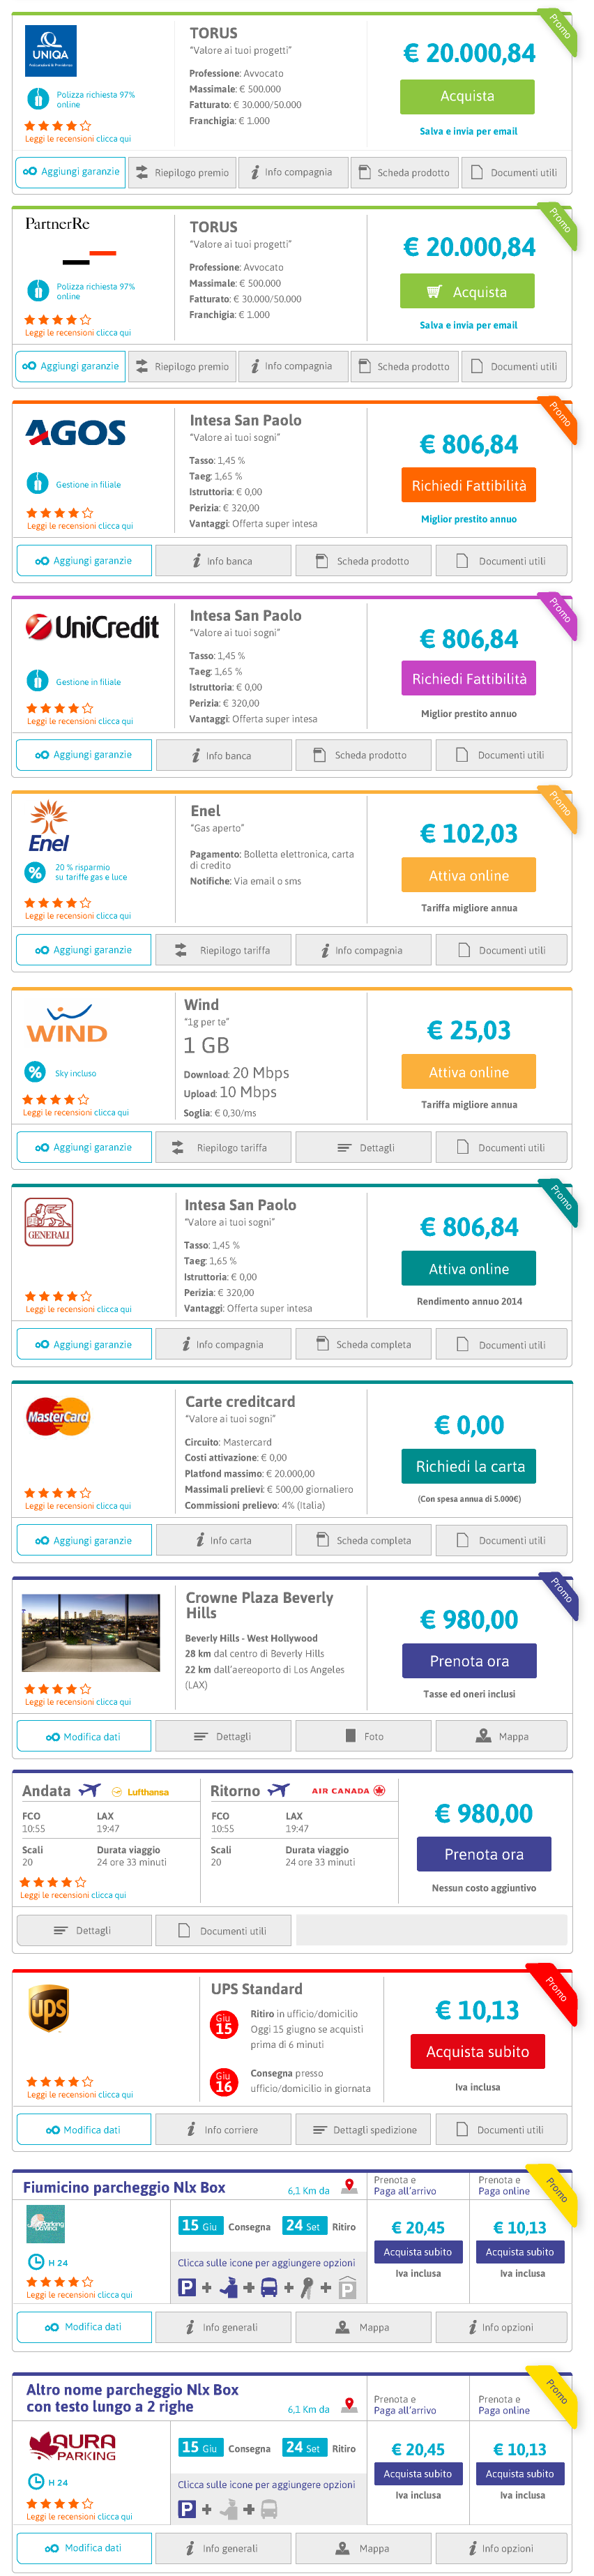 Promo
UNIQA
TORUS
“Valore ai tuoi progetti”
Professione: Avvocato
Massimale: € 500.000
Fatturato: € 30.000/50.000
Franchigia: € 1.000
Polizza richiesta 97%
online
Leggi le recensioni clicca qui
€ 20.000,84
Acquista
Salva e invia per email
Aggiungi garanzie
Riepilogo premio
Info compagnia
Scheda prodotto
Documenti utili
Promo
PartnerRe
TORUS
“Valore ai tuoi progetti”
Professione: Avvocato
Massimale: € 500.000
Fatturato: € 30.000/50.000
Franchigia: € 1.000
Polizza richiesta 97%
online
Leggi le recensioni clicca qui
€ 20.000,84
Acquista
Salva e invia per email
Aggiungi garanzie
Riepilogo premio
Info compagnia
Scheda prodotto
Documenti utili
Promo
AGOS
Intesa San Paolo
“Valore ai tuoi sogni”
Tasso: 1,45 %
Taeg: 1,65 %
Istruttoria: € 0,00
Perizia: € 320,00
Vantaggi: Offerta super intesa
Gestione in filiale
Leggi le recensioni clicca qui
€ 806,84
Richiedi Fattibilità
Miglior prestito annuo
Aggiungi garanzie
Info banca
Scheda prodotto
Documenti utili
Promo
UniCredit
Intesa San Paolo
“Valore ai tuoi sogni”
Tasso: 1,45 %
Taeg: 1,65 %
Istruttoria: € 0,00
Perizia: € 320,00
Vantaggi: Offerta super intesa
Gestione in filiale
Leggi le recensioni clicca qui
€ 806,84
Richiedi Fattibilità
Miglior prestito annuo
Aggiungi garanzie
Info banca
Scheda prodotto
Documenti utili
Promo
Enel
Enel
“Gas aperto”
Pagamento: Bolletta elettronica, carta
di credito
Notifiche: Via email o sms
20 % risparmio
su tariffe gas e luce
Leggi le recensioni clicca qui
€ 102,03
Attiva online
Tariffa migliore annua
Aggiungi garanzie
Riepilogo tariffa
Info compagnia
Documenti utili
WIND
Wind
“1g per te”
1 GB
Download: 20 Mbps
Upload: 10 Mbps
Soglia: € 0,30/ms
Sky incluso
Leggi le recensioni clicca qui
€ 25,03
Attiva online
Tariffa migliore annua
Aggiungi garanzie
Riepilogo tariffa
Dettagli
Documenti utili
Promo
GENERALI
Intesa San Paolo
“Valore ai tuoi sogni”
Tasso: 1,45 %
Taeg: 1,65 %
Istruttoria: € 0,00
Perizia: € 320,00
Vantaggi: Offerta super intesa
Leggi le recensioni clicca qui
€ 806,84
Attiva online
Rendimento annuo 2014
Aggiungi garanzie
Info compagnia
Scheda completa
Documenti utili
MasterCard
Carte creditcard
“Valore ai tuoi sogni”
Circuito: Mastercard
Costi attivazione: € 0,00
Platfond massimo: € 20.000,00
Massimali prelievi: € 500,00 giornaliero
Commissioni prelievo: 4% (Italia)
Leggi le recensioni clicca qui
€ 0,00
Richiedi la carta
(Con spesa annua di 5.000€)
Aggiungi garanzie
Info carta
Scheda completa
Documenti utili
Promo
Crowne Plaza Beverly
Hills
Beverly Hills - West Hollywood
28 km dal centro di Beverly Hills
22 km dall’aereoporto di Los Angeles
(LAX)
Leggi le recensioni clicca qui
€ 980,00
Prenota ora
Tasse ed oneri inclusi
Modifica dati
Dettagli
Foto
Mappa
Andata Lufthansa
FCO LAX
10:55 19:47
Scali Durata viaggio
20 24 ore 33 minuti
Leggi le recensioni clicca qui
Ritorno AIR CANADA
FCO LAX
10:55 19:47
Scali Durata viaggio
20 24 ore 33 minuti
€ 980,00
Prenota ora
Nessun costo aggiuntivo
Dettagli
Documenti utili
Promo
ups
UPS Standard
Giu
15
Ritiro in ufficio/domicilio
Oggi 15 giugno se acquisti
prima di 6 minuti
Giu
16
Consegna presso
ufficio/domicilio in giornata
Leggi le recensioni clicca qui
€ 10,13
Acquista subito
Iva inclusa
Modifica dati
Info corriere
Dettagli spedizione
Documenti utili
Promo
Fiumicino parcheggio Nlx Box
6,1 Km da
Prenota e
Paga all’arrivo
Prenota e
Paga online
15 Giu Consegna 24 Set Ritiro
Clicca sulle icone per aggiungere opzioni
P + + + + P
H 24
Leggi le recensioni clicca qui
€ 20,45
Acquista subito
Iva inclusa
€ 10,13
Acquista subito
Iva inclusa
Modifica dati
Info generali
Mappa
Info opzioni
Promo
Altro nome parcheggio Nlx Box
con testo lungo a 2 righe
6,1 Km da
Prenota e
Paga all’arrivo
Prenota e
Paga online
AURA
PARKING
15 Giu Consegna 24 Set Ritiro
Clicca sulle icone per aggiungere opzioni
P + +
H 24
Leggi le recensioni clicca qui
€ 20,45
Acquista subito
Iva inclusa
€ 10,13
Acquista subito
Iva inclusa
Modifica dati
Info generali
Mappa
Info opzioni